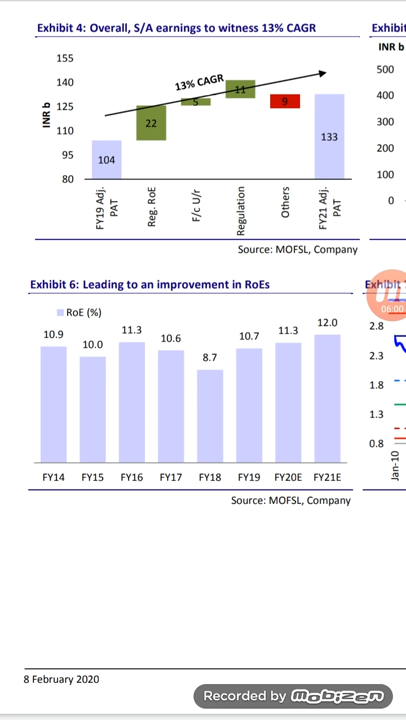 Exhibit 4: Overall, S/A earnings to witness 13% CAGR
INR b
155
140
125
110
95
80
13% CAGR
104
22
5
11
9
133
FY19 Adj. PAT
Reg. RoE
F/c U/r
Regulation
Others
FY21 Adj. PAT
Source: MOFSL, Company
Exhibit
INR b
500
400
300
200
100
0
Exhibit 6: Leading to an improvement in RoEs
RoE (%)
10.9
10.0
11.3
10.6
8.7
10.7
11.3
12.0
FY14
FY15
FY16
FY17
FY18
FY19
FY20E
FY21E
Source: MOFSL, Company
Exhibit
06:00
2.8
2.3
1.8
1.3
0.8
Jan-10
8 February 2020
Recorded by mobizen